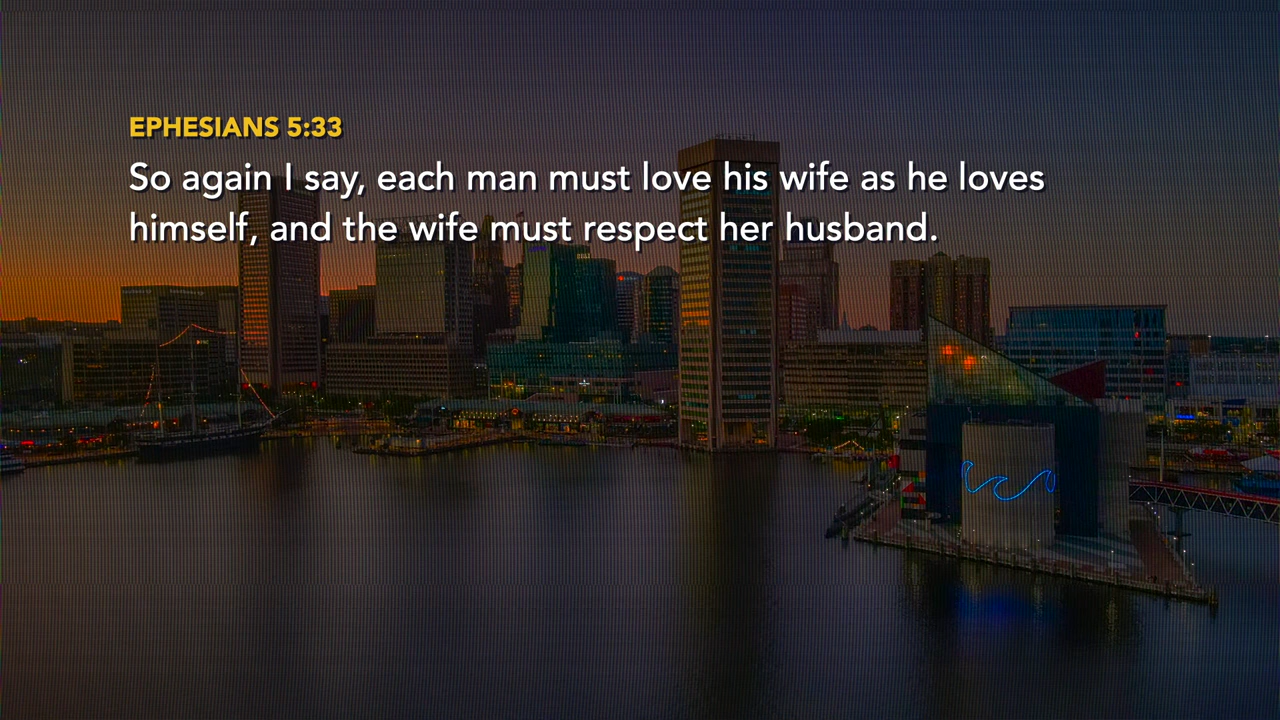 EPHESIANS 5:33
So again I say, each man must love his wife as he loves
himself, and the wife must respect her husband.